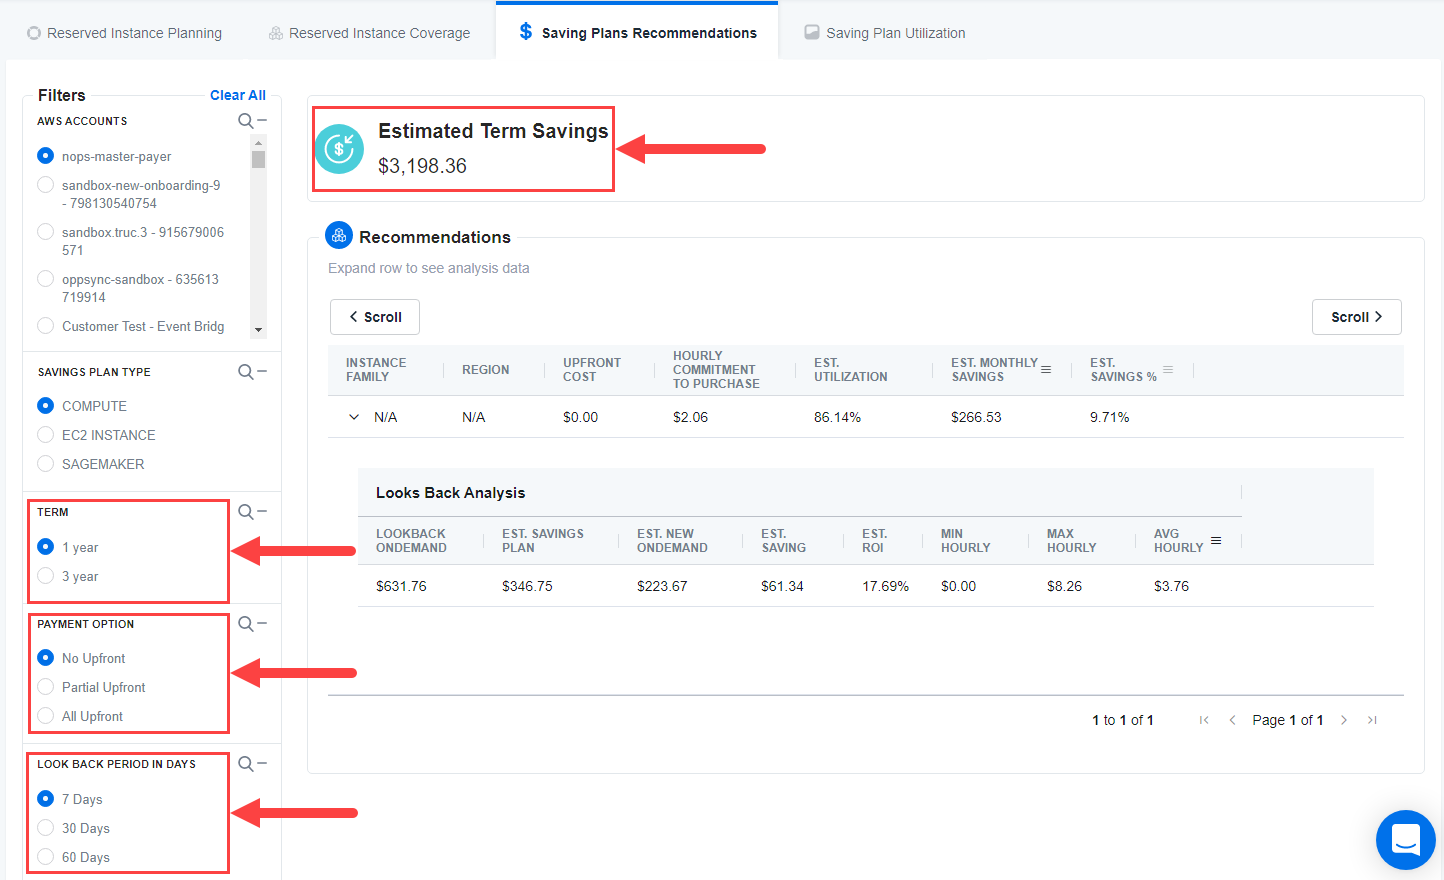 Reserved Instance Planning
Reserved Instance Coverage
Saving Plans Recommendations
Saving Plan Utilization
Filters
Clear All
AWS ACCOUNTS
nops-master-payer
sandbox-new-onboarding-9
- 798130540754
sandbox.truc.3 - 915679006
571
oppsync-sandbox - 635613
719914
Customer Test - Event Bridg
SAVINGS PLAN TYPE
COMPUTE
EC2 INSTANCE
SAGEMAKER
TERM
1 year
3 year
PAYMENT OPTION
No Upfront
Partial Upfront
All Upfront
LOOK BACK PERIOD IN DAYS
7 Days
30 Days
60 Days
Estimated Term Savings
$3,198.36
Recommendations
Expand row to see analysis data
Scroll
Scroll
INSTANCE
FAMILY
REGION
UPFRONT
COST
HOURLY
COMMITMENT
TO PURCHASE
EST.
UTILIZATION
EST. MONTHLY
SAVINGS
EST.
SAVINGS %
N/A
N/A
$0.00
$2.06
86.14%
$266.53
9.71%
Looks Back Analysis
LOOKBACK
ONDEMAND
EST. SAVINGS
PLAN
EST. NEW
ONDEMAND
EST.
SAVING
EST.
ROI
MIN
HOURLY
MAX
HOURLY
AVG
HOURLY
$631.76
$346.75
$223.67
$61.34
17.69%
$0.00
$8.26
$3.76
1 to 1 of 1
Page 1 of 1